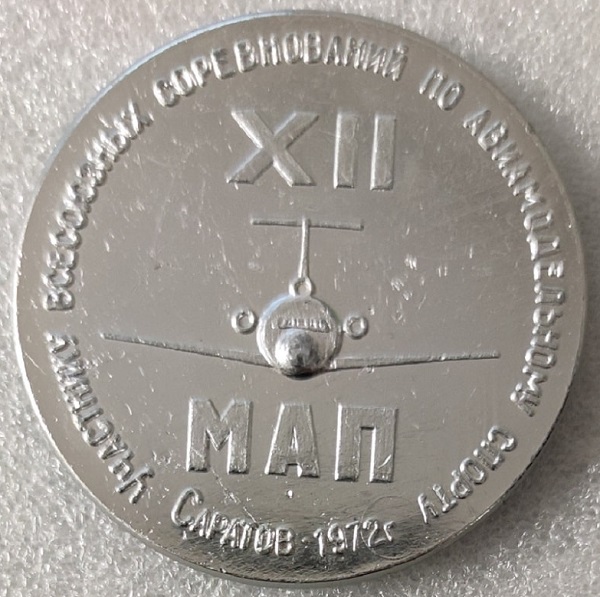 УЧАСТНИКУ ВСЕСОЮЗНЫХ СОРЕВНОВАНИЙ ПО АВИАМОДЕЛЬНОМУ СПОРТУ
XII
МАП
САРАТОВ·1972г